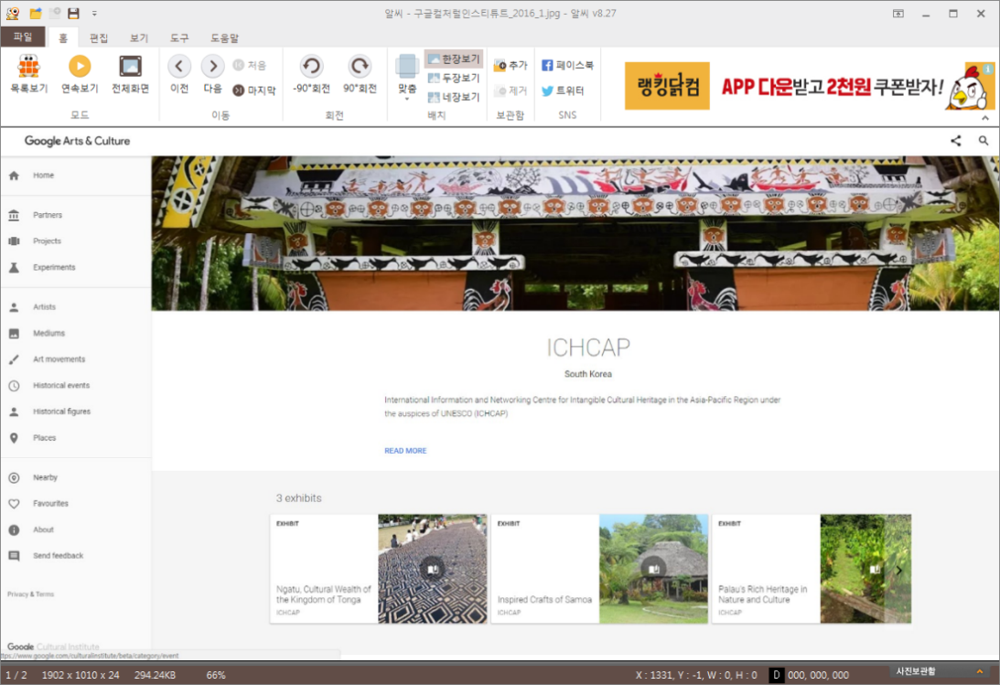 알씨 - 구글컬처럴인스티튜트_2016_1.jpg - 알씨 v8.27
파일 홈 편집 보기 도구 도움말
목록보기 연속보기 전체화면
모드
이전 다음 처음
마지막
이동
-90°회전 90°회전
회전
맞춤 한장보기
두장보기
네장보기
배치
추가
제거
보관함
페이스북
트위터
SNS
랭킹닭컴 APP 다운받고 2천원 쿠폰받자!
Google Arts & Culture
Home
Partners
Projects
Experiments
Artists
Mediums
Art movements
Historical events
Historical figures
Places
Nearby
Favourites
About
Send feedback
Privacy & Terms
Google Cultural Institute
ttps://www.google.com/culturalinstitute/beta/category/event
ICHCAP
South Korea
International Information and Networking Centre for Intangible Cultural Heritage in the Asia-Pacific Region under
the auspices of UNESCO (ICHCAP)
READ MORE
3 exhibits
EXHIBIT
Ngatu, Cultural Wealth of
the Kingdom of Tonga
ICHCAP
EXHIBIT
Inspired Crafts of Samoa
ICHCAP
EXHIBIT
Palau's Rich Heritage in
Nature and Culture
ICHCAP
1 / 2 1902 x 1010 x 24 294.24KB 66% X : 1331, Y : -1, W : 0, H : 0 D 000, 000, 000 사진보관함